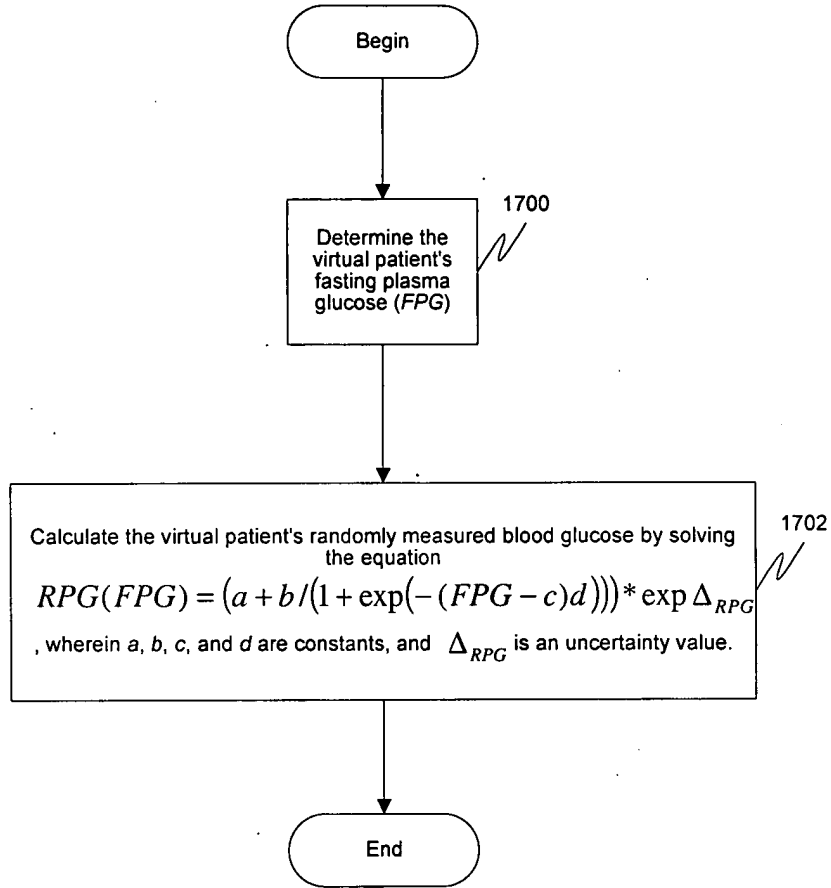 Begin
1700
Determine the
virtual patient's
fasting plasma
glucose (FPG)
1702
Calculate the virtual patient's randomly measured blood glucose by solving
the equation
RPG(FPG) = (a + b/(1 + exp(-(FPG - c)d))) * exp Δ_RPG
, wherein a, b, c, and d are constants, and Δ_RPG is an uncertainty value.
End